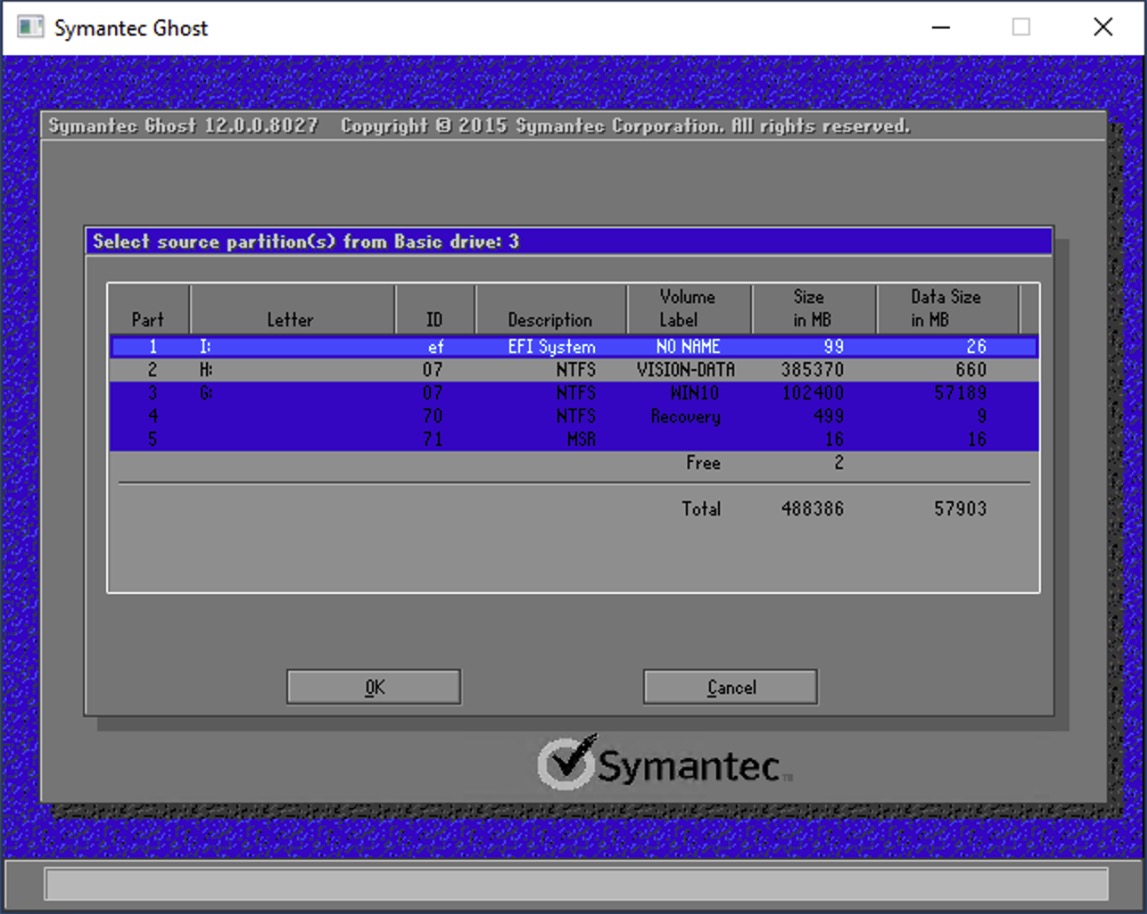 Symantec Ghost
Symantec Ghost 12.0.0.8027 Copyright © 2015 Symantec Corporation. All rights reserved.
Select source partition(s) from Basic drive: 3
Part Letter ID Description Volume Label Size in MB Data Size in MB
1 I: ef EFI System NO NAME 99 26
2 H: 07 NTFS VISION-DATA 385370 660
3 G: 07 NTFS WIN10 102400 57189
4 70 NTFS Recovery 499 9
5 71 MSR 16 16
Free 2
Total 488386 57903
OK Cancel
Symantec™